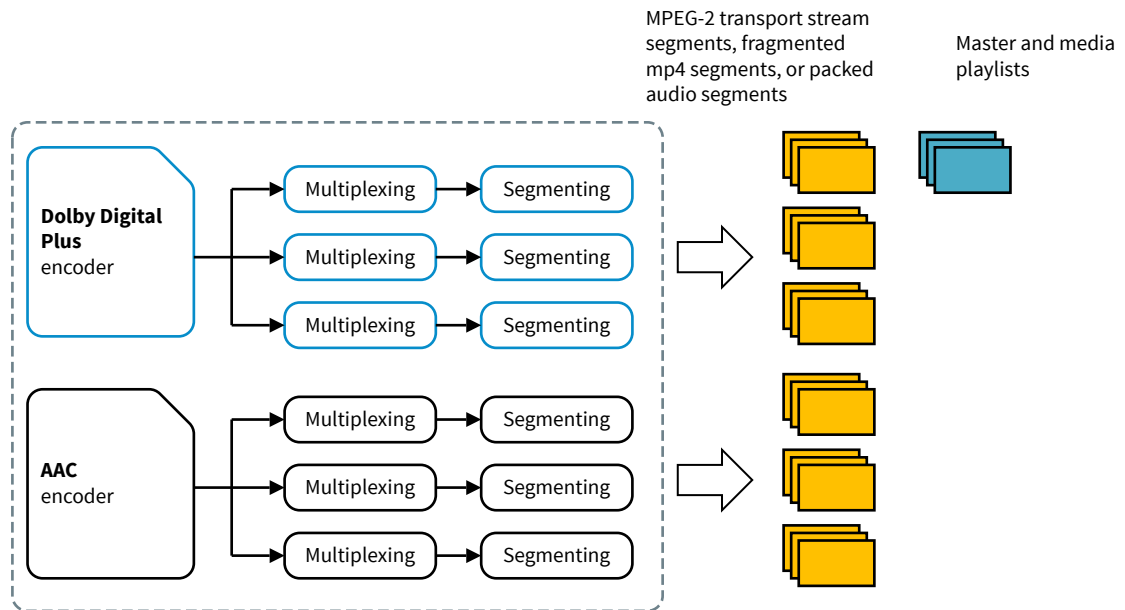 MPEG-2 transport stream
segments, fragmented
mp4 segments, or packed
audio segments
Master and media
playlists
Dolby Digital
Plus
encoder
Multiplexing
Segmenting
Multiplexing
Segmenting
Multiplexing
Segmenting
AAC
encoder
Multiplexing
Segmenting
Multiplexing
Segmenting
Multiplexing
Segmenting